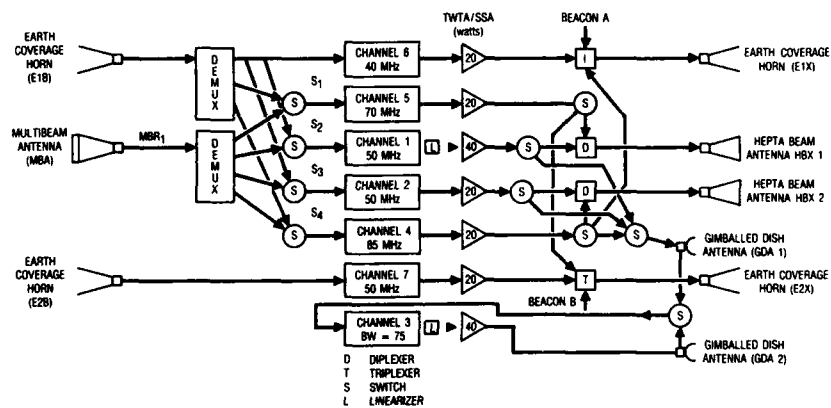 TWTA/SSA
(watts)
BEACON A
EARTH
COVERAGE
HORN
(E1B)
DEMUX
CHANNEL 6
40 MHz
20
I
EARTH COVERAGE
HORN (E1X)
S1
S
CHANNEL 5
70 MHz
20
S
MULTIBEAM
ANTENNA
(MBA)
MBR1
DEMUX
S2
S
CHANNEL 1
50 MHz
L
40
S
D
HEPTA BEAM
ANTENNA HBX 1
S3
S
CHANNEL 2
50 MHz
20
S
D
HEPTA BEAM
ANTENNA HBX 2
S4
S
CHANNEL 4
85 MHz
20
S
S
GIMBALLED DISH
ANTENNA (GDA 1)
EARTH
COVERAGE
HORN
(E2B)
CHANNEL 7
50 MHz
20
T
EARTH COVERAGE
HORN (E2X)
BEACON B
S
CHANNEL 3
BW = 75
L
40
GIMBALLED DISH
ANTENNA (GDA 2)
D DIPLEXER
T TRIPLEXER
S SWITCH
L LINEARIZER